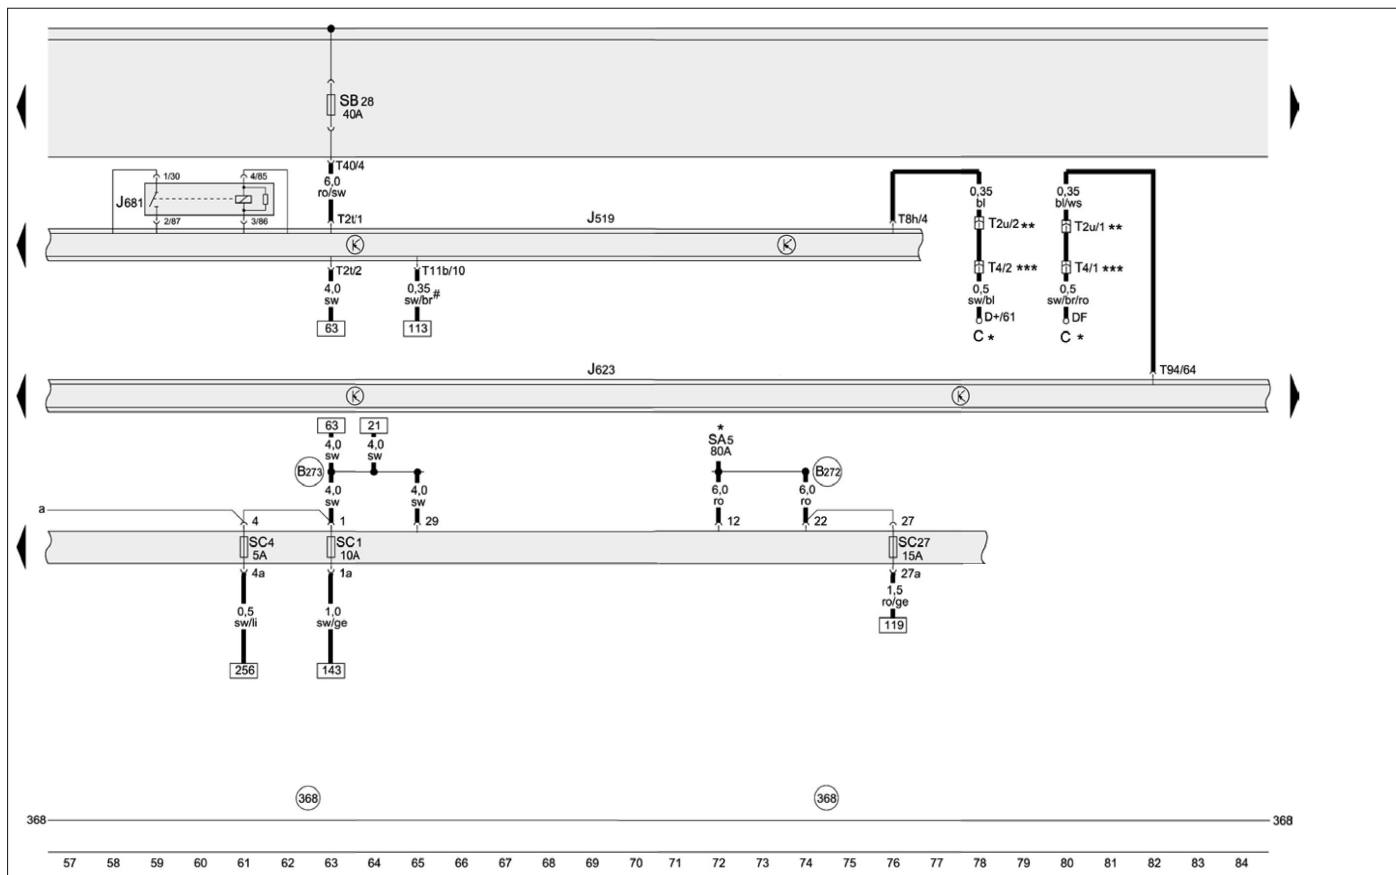 SB 28
40A
T40/4
6,0
ro/sw
T2t/1
1/30
4/85
J681
2/87
3/86
J519
T8h/4
0,35
bl
T2u/2 **
T4/2 ***
0,5
sw/bl
D+/61
C *
0,35
bl/ws
T2u/1 **
T4/1 ***
0,5
sw/br/ro
DF
C *
T2t/2
4,0
sw
63
T11b/10
0,35
sw/br#
113
J623
T94/64
63
21
4,0
sw
4,0
sw
B273
4,0
sw
4,0
sw
*
SA5
80A
B272
6,0
ro
6,0
ro
a
4
1
29
12
22
27
SC4
5A
SC1
10A
SC27
15A
4a
1a
27a
0,5
sw/li
1,0
sw/ge
1,5
ro/ge
119
256
143
368
368
368
368
57 58 59 60 61 62 63 64 65 66 67 68 69 70 71 72 73 74 75 76 77 78 79 80 81 82 83 84